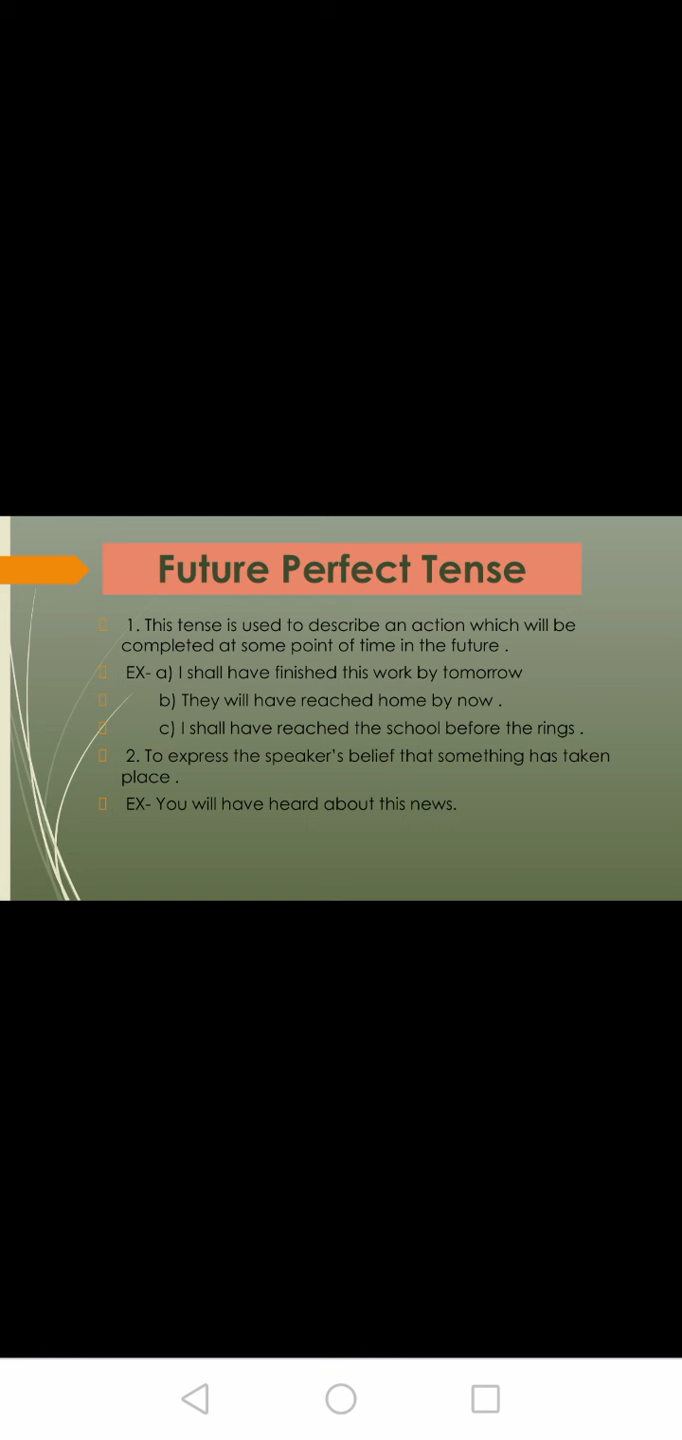 Future Perfect Tense
1. This tense is used to describe an action which will be
completed at some point of time in the future .
EX- a) I shall have finished this work by tomorrow
b) They will have reached home by now .
c) I shall have reached the school before the rings .
2. To express the speaker's belief that something has taken
place .
EX- You will have heard about this news.